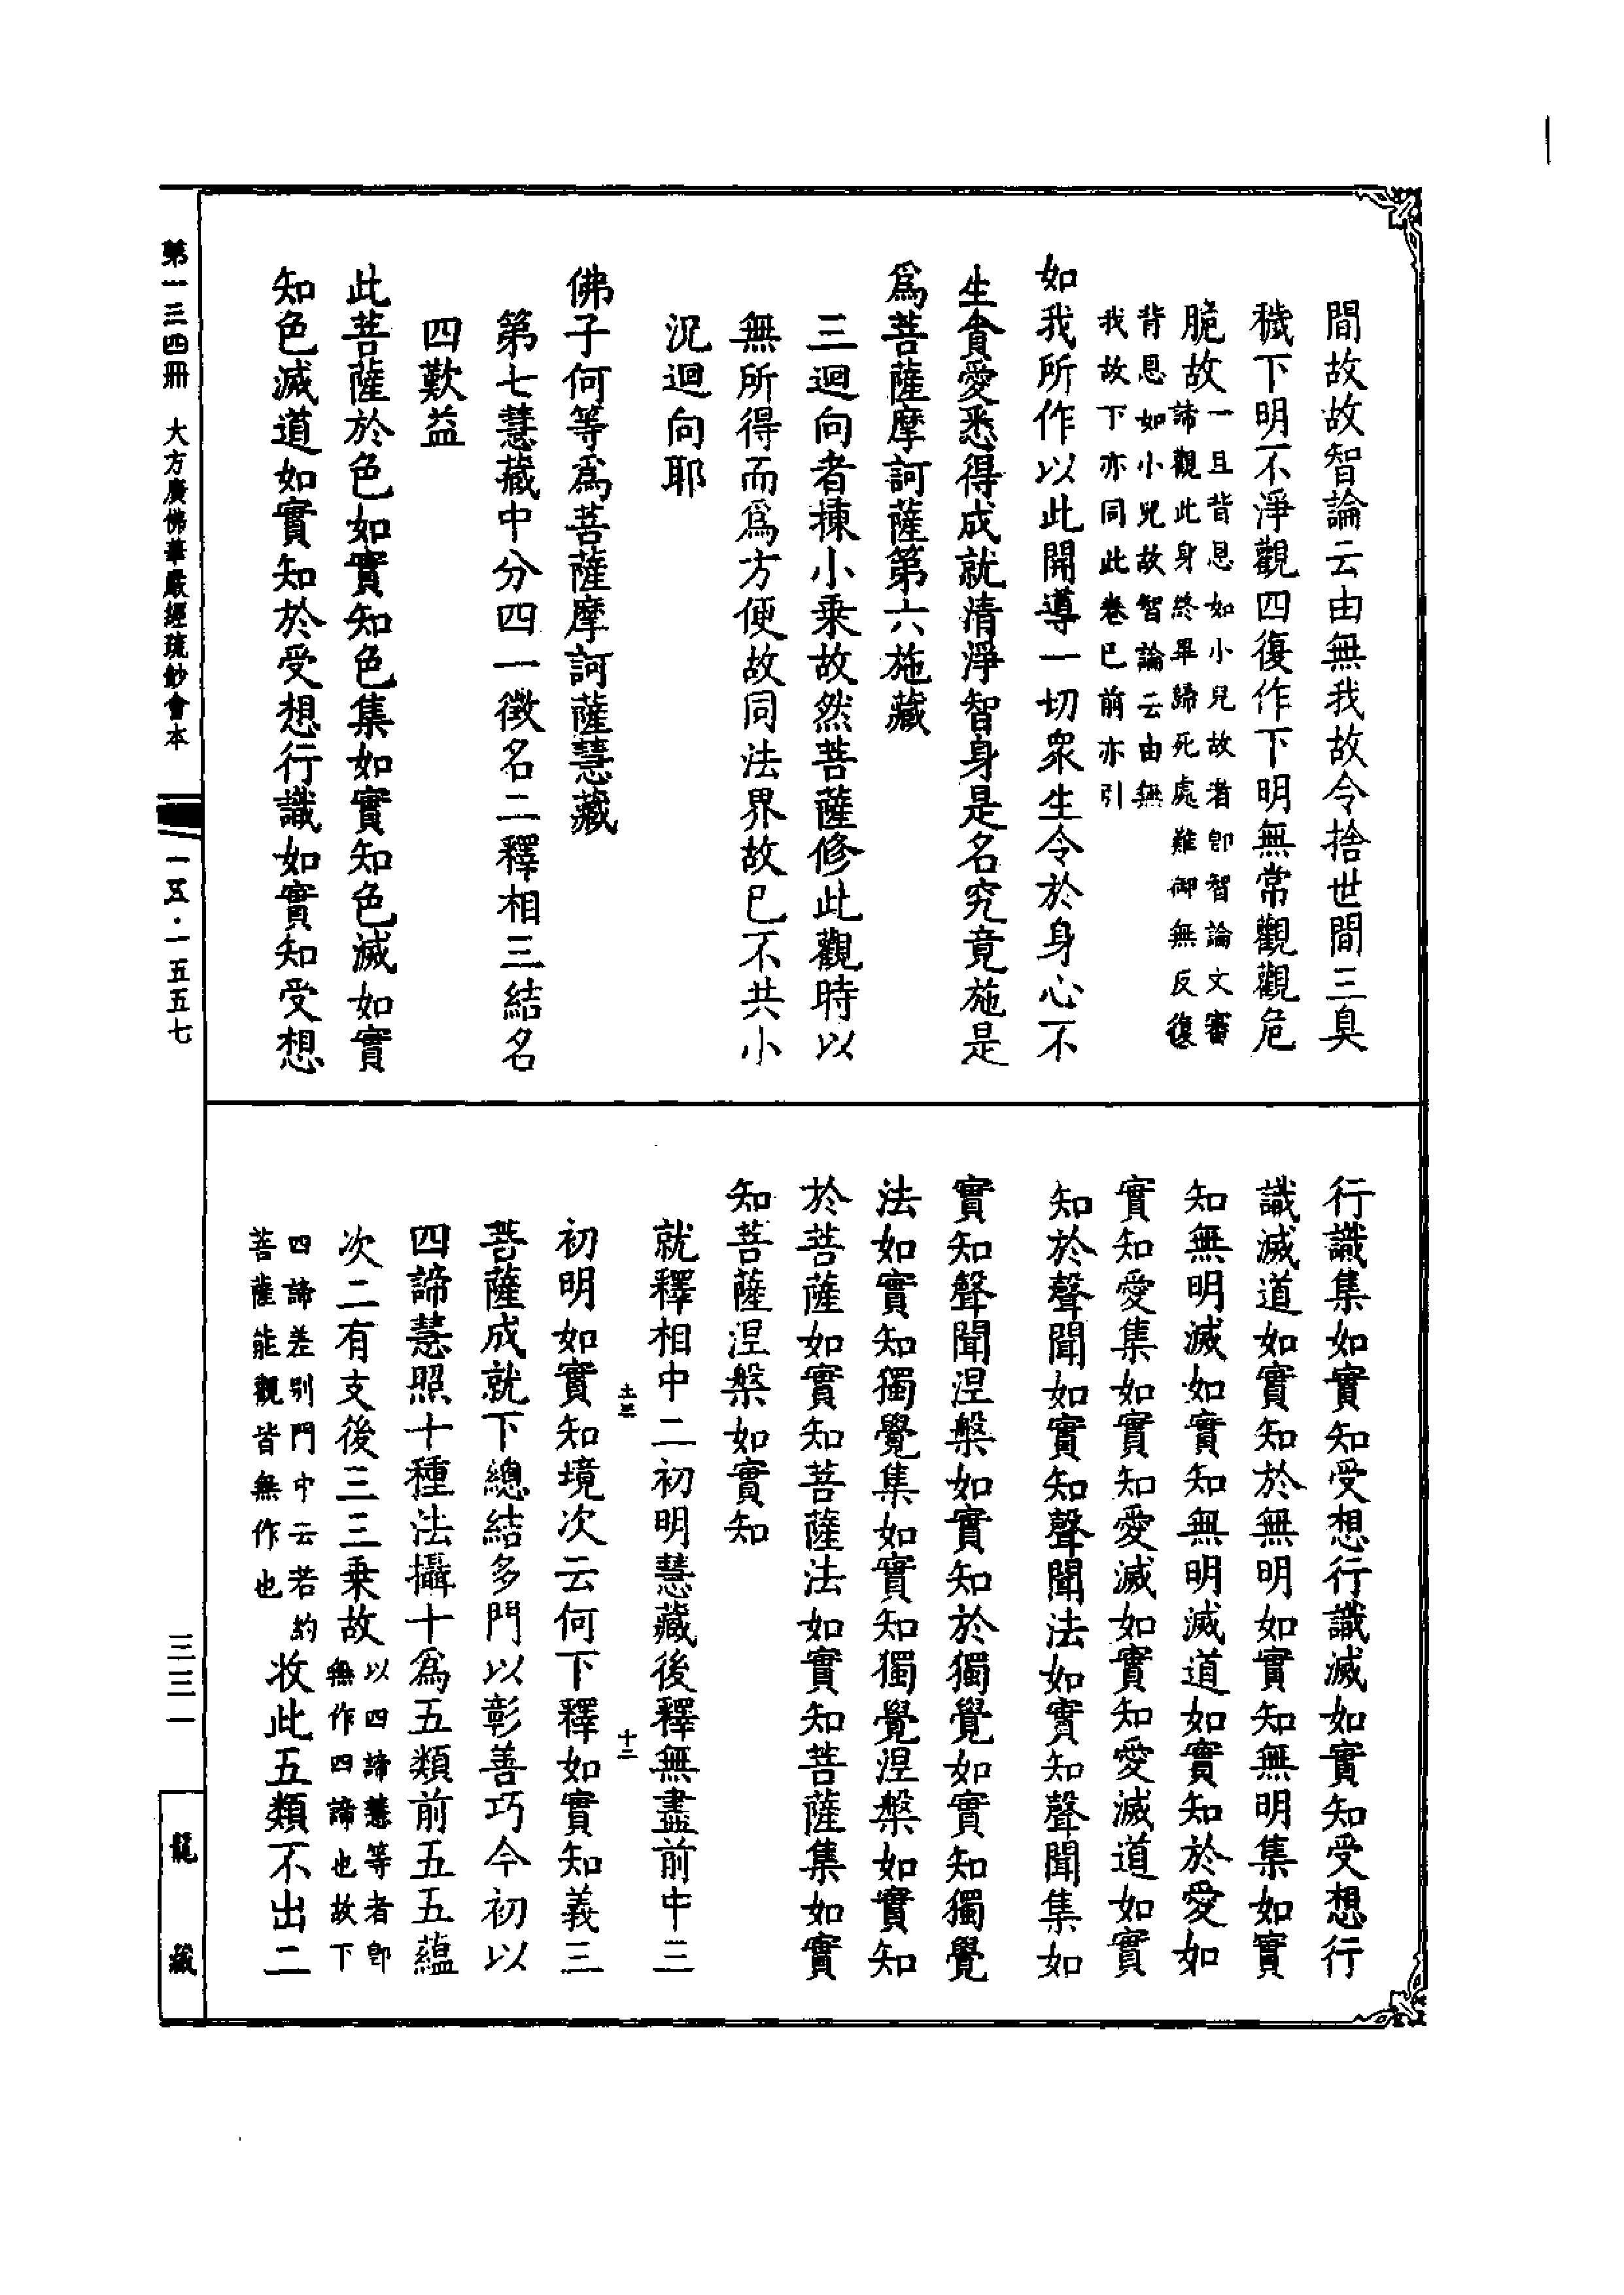 間故故智論云由無我故令捨世間三臭
穢下明不淨觀四復作下明無常觀觀危
脆故一旦背恩如小兒故者卽智論文審
諦觀此身終畢歸死處難御無反復
背恩如小兒故智論云由無
我故下亦同此卷已前亦引
如我所作以此開導一切衆生令於身心不
生貪愛悉得成就清淨智身是名究竟施是
爲菩薩摩訶薩第六施藏
三迴向者揀小乘故然菩薩修此觀時以
無所得而爲方便故同法界故已不共小
況迴向耶
佛子何等爲菩薩摩訶薩慧藏
第七慧藏中分四一徵名二釋相三結名
四歎益
此菩薩於色如實知色集如實知色滅如實
知色滅道如實知於受想行識如實知受想
行識集如實知受想行識滅如實知受想行
識滅道如實知於無明如實知無明集如實
知無明滅如實知無明滅道如實知於愛如
實知愛集如實知愛滅如實知愛滅道如實
知於聲聞如實知聲聞法如實知聲聞集如
實知聲聞涅槃如實知於獨覺如實知獨覺
法如實知獨覺集如實知獨覺涅槃如實知
於菩薩如實知菩薩法如實知菩薩集如實
知菩薩涅槃如實知
就釋相中二初明慧藏後釋無盡前中三
十二
初明如實知境次云何下釋如實知義三
菩薩成就下總結多門以彰善巧今初以
四諦慧照十種法攝十爲五類前五五蘊
次二有支後三三乘故以四諦慧等者卽
無作四諦也故下
四諦差別門中云若約
菩薩能觀皆無作也收此五類不出二
第一三四冊 大方廣佛華嚴經疏鈔會本
一五·一五五七
三三一
龍藏